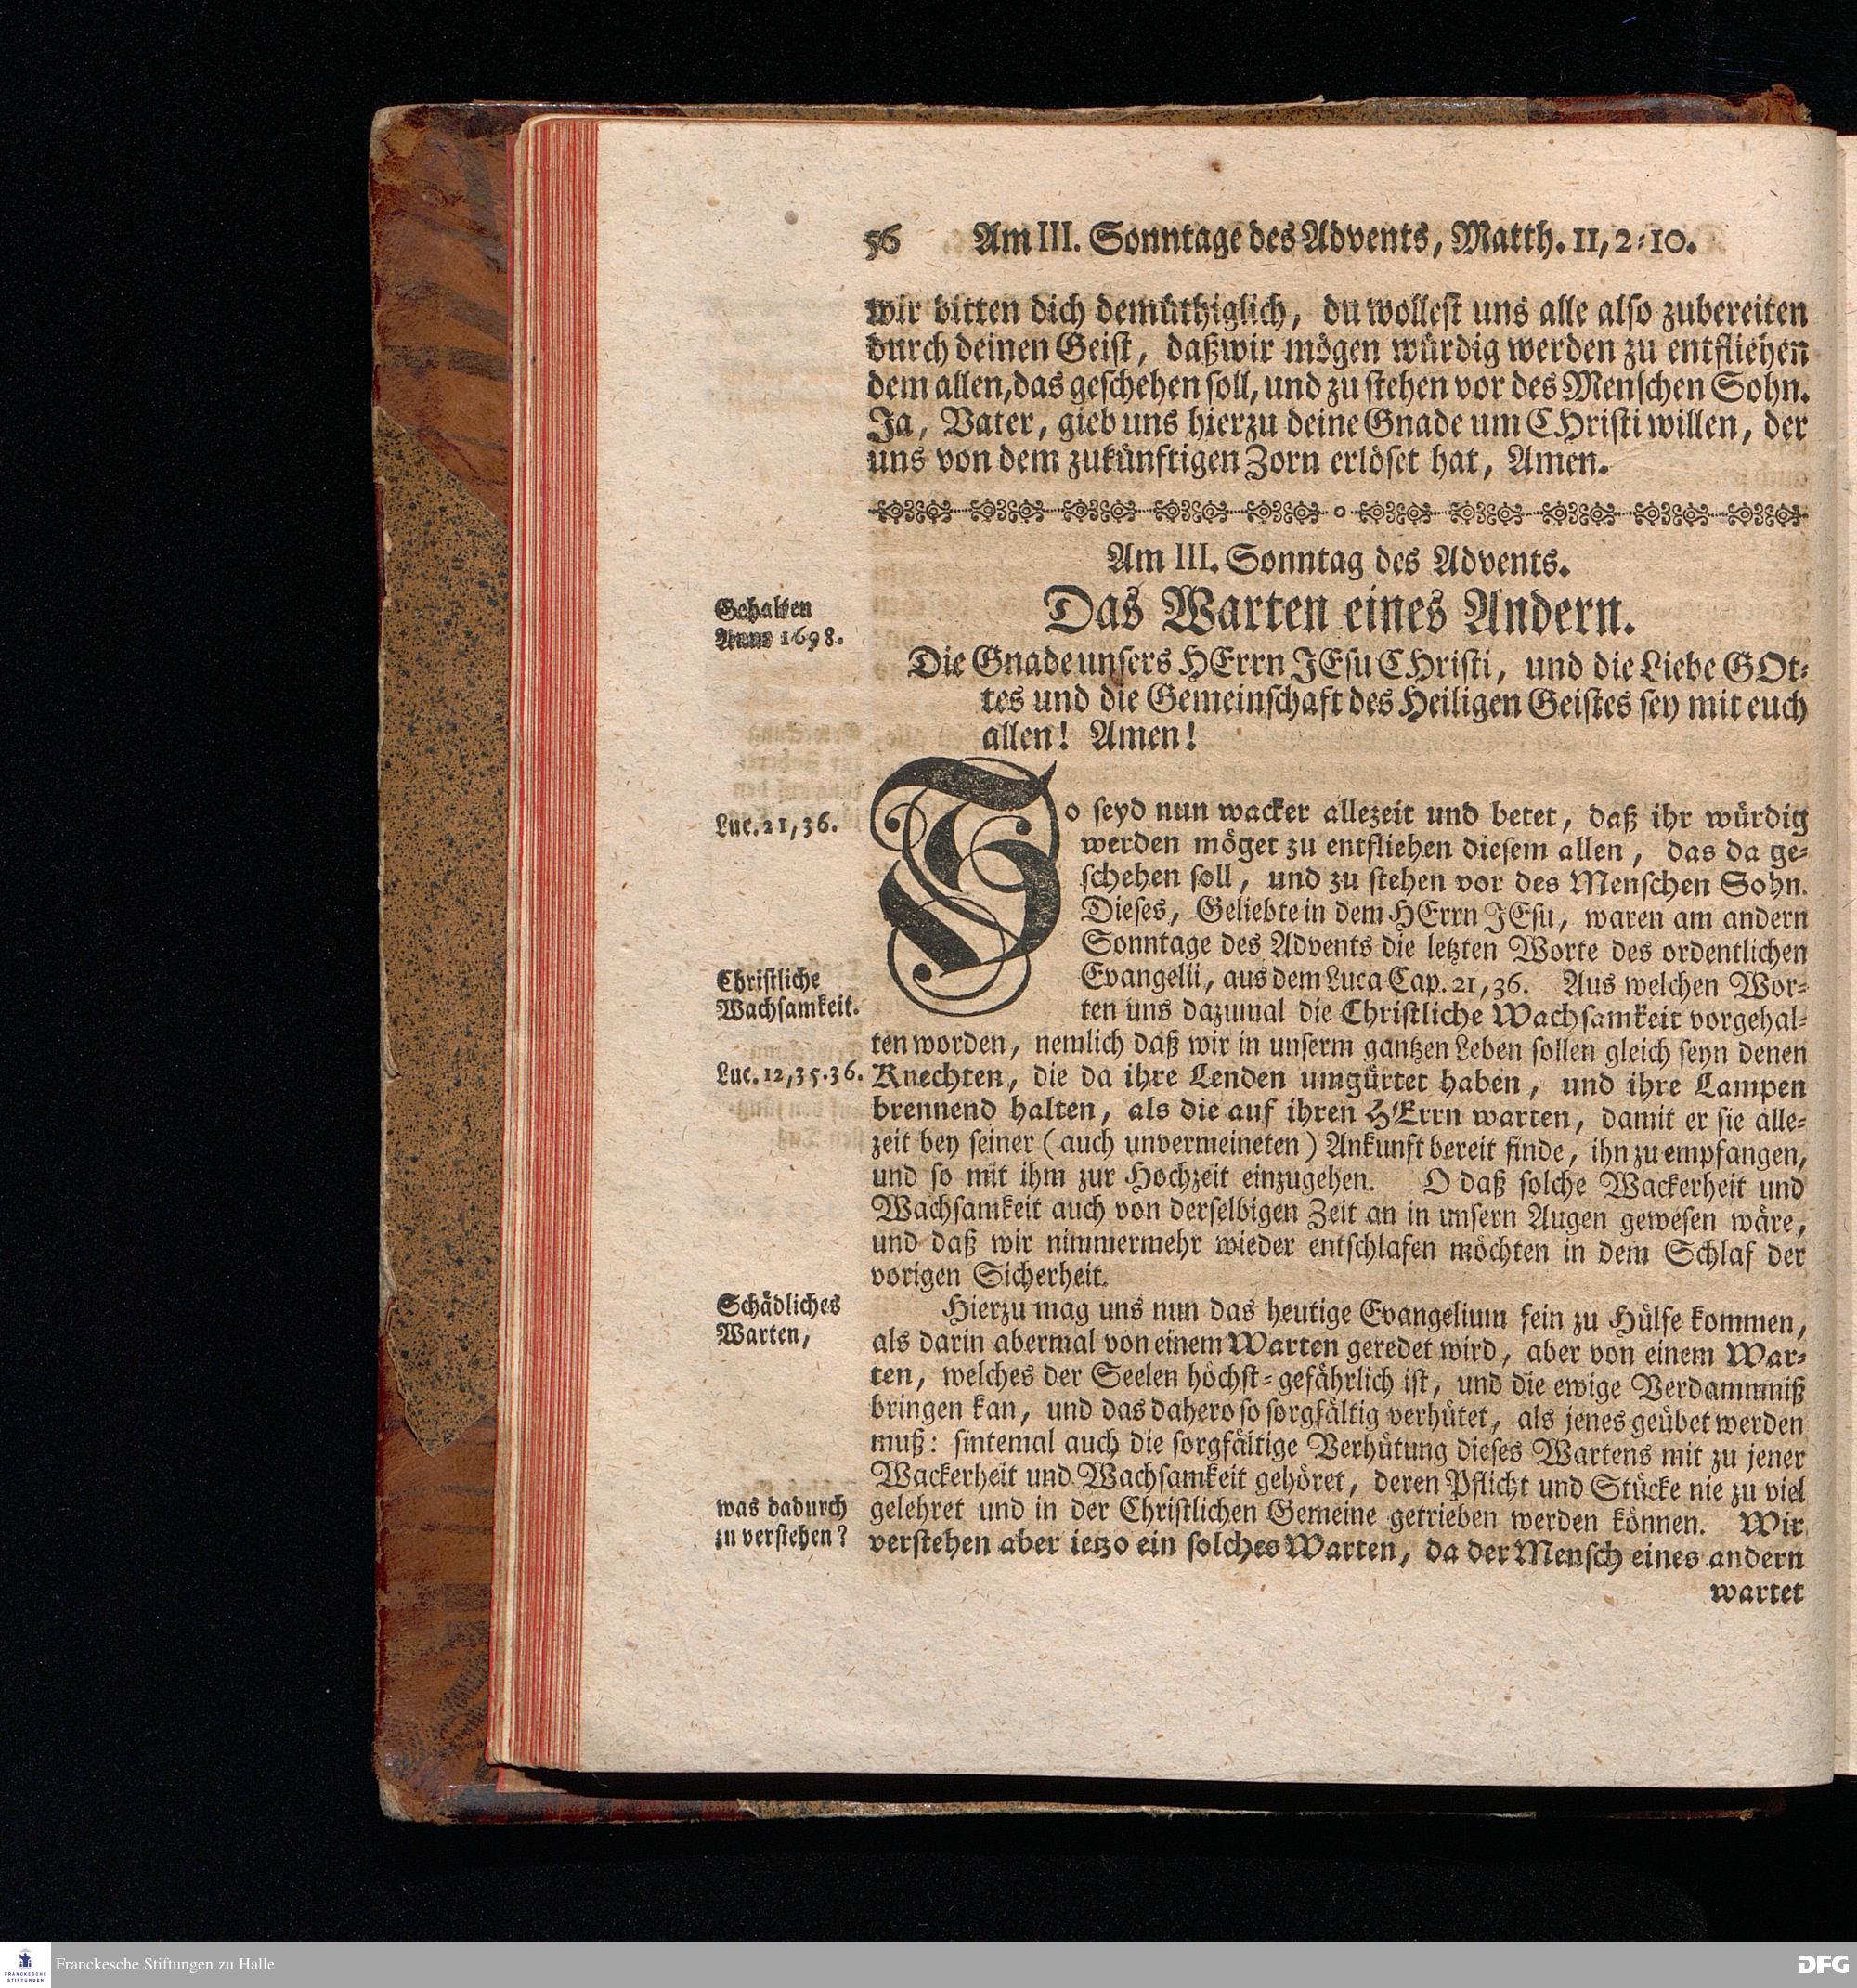 56 Am III. Sonntage des Advents, Matth. 11, 2-10.
wir bitten dich demüthiglich, du wollest uns alle also zubereiten
durch deinen Geist, daß wir mögen würdig werden zu entfliehen
dem allen, das geschehen soll, und zu stehen vor des Menschen Sohn.
Ja, Vater, gieb uns hierzu deine Gnade um CHristi willen, der
uns von dem zukünftigen Zorn erlöset hat, Amen.
Am III. Sonntag des Advents.
Das Warten eines Andern.
Gehalten
Anno 1698.
Die Gnade unsers HErrn JEsu CHristi, und die Liebe GOt-
tes und die Gemeinschaft des Heiligen Geistes sey mit euch
allen! Amen!
Luc. 21, 36.
So seyd nun wacker allezeit und betet, daß ihr würdig
werden möget zu entfliehen diesem allen, das da ge-
schehen soll, und zu stehen vor des Menschen Sohn.
Dieses, Geliebte in dem HErrn JEsu, waren am andern
Sonntage des Advents die letzten Worte des ordentlichen
Christliche
Wachsamkeit.
Evangelii, aus dem Luca Cap. 21, 36. Aus welchen Wor-
ten uns dazumal die Christliche Wachsamkeit vorgehal-
ten worden, nemlich daß wir in unserm gantzen Leben sollen gleich seyn denen
Luc. 12, 35. 36.
Knechten, die da ihre Lenden umgürtet haben, und ihre Lampen
brennend halten, als die auf ihren HErrn warten, damit er sie alle-
zeit bey seiner (auch unvermeineten) Ankunft bereit finde, ihn zu empfangen,
und so mit ihm zur Hochzeit einzugehen. O daß solche Wackerheit und
Wachsamkeit auch von derselbigen Zeit an in unsern Augen gewesen wäre,
und daß wir nimmermehr wieder entschlafen möchten in dem Schlaf der
vorigen Sicherheit.
Schädliches
Warten,
Hierzu mag uns nun das heutige Evangelium fein zu Hülfe kommen,
als darin abermal von einem Warten geredet wird, aber von einem War-
ten, welches der Seelen höchst-gefährlich ist, und die ewige Verdammniß
bringen kan, und das dahero so sorgfältig verhütet, als jenes geübet werden
muß: sintemal auch die sorgfältige Verhütung dieses Wartens mit zu jener
Wackerheit und Wachsamkeit gehöret, deren Pflicht und Stücke nie zu viel
was dadurch
zu verstehen?
gelehret und in der Christlichen Gemeine getrieben werden können. Wir
verstehen aber ietzo ein solches Warten, da der Mensch eines andern
wartet
Franckesche Stiftungen zu Halle
FRANCKESCHE
STIFTUNGEN
DFG